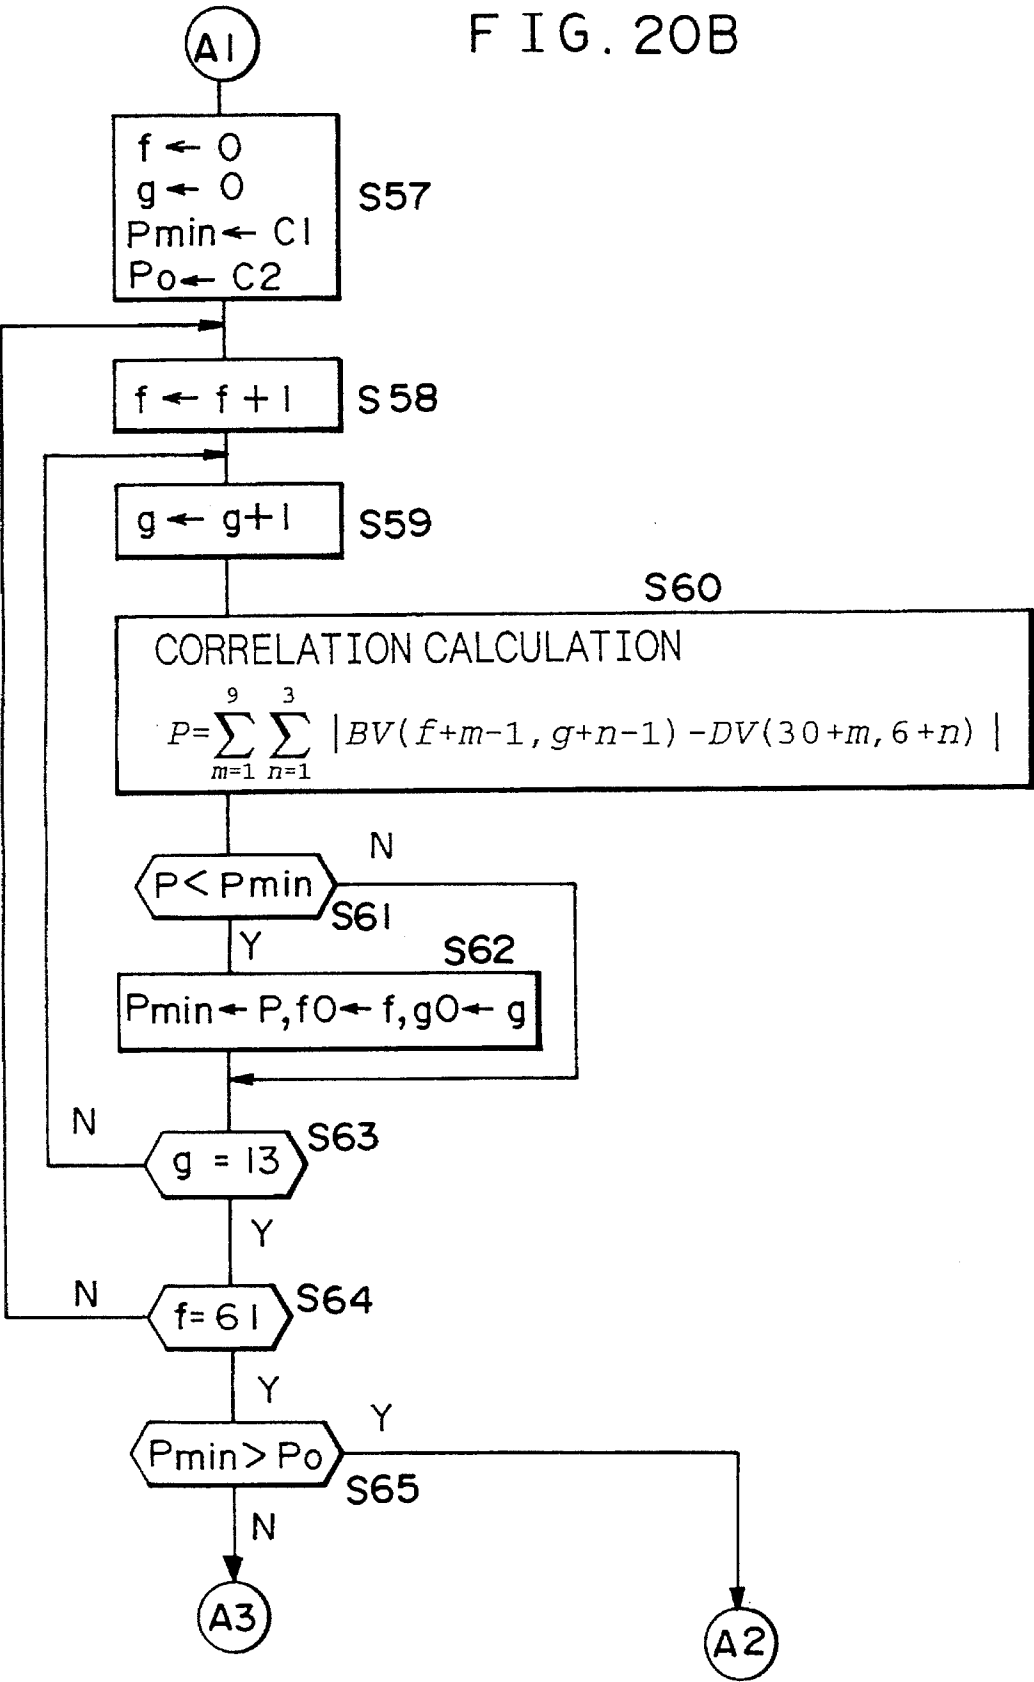 FIG. 20B
A1
f ← 0
g ← 0
Pmin ← C1
Po ← C2
S57
f ← f + 1
S58
g ← g + 1
S59
S60
CORRELATION CALCULATION
P=∑_{m=1}^{9} ∑_{n=1}^{3} |BV(f+m-1, g+n-1) - DV(30+m, 6+n)|
N
P < Pmin
S61
Y
S62
Pmin ← P, f0 ← f, g0 ← g
N
S63
g = 13
Y
N
S64
f = 61
Y
Y
Pmin > Po
S65
N
A3
A2